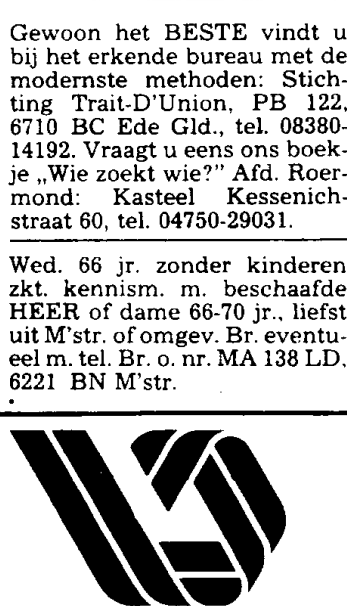 Gewoon het BESTE vindt u
bij het erkende bureau met de
modernste methoden: Stich-
ting Trait-D'Union, PB 122,
6710 BC Ede Gld., tel. 08380-
14192. Vraagt u eens ons boek-
je „Wie zoekt wie?” Afd. Roer-
mond: Kasteel Kessenich-
straat 60, tel. 04750-29031.
Wed. 66 jr. zonder kinderen
zkt. kennism. m. beschaafde
HEER of dame 66-70 jr., liefst
uit M'str. of omgev. Br. eventu-
eel m. tel. Br. o. nr. MA 138 LD,
6221 BN M'str.